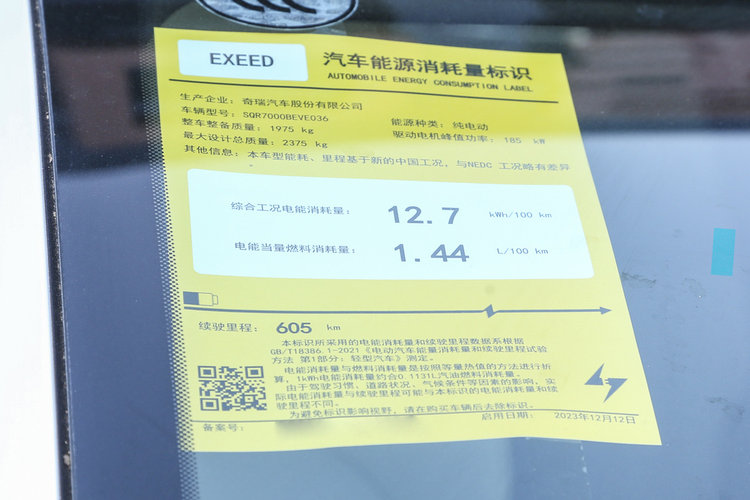 EXEED
汽车能源消耗量标识
AUTOMOBILE ENERGY CONSUMPTION LABEL
生产企业：奇瑞汽车股份有限公司
车辆型号：SQR7000BEVE036
能源种类：纯电动
整车整备质量：1975 kg
驱动电机峰值功率：185 kW
最大设计总质量：2375 kg
其他信息：本车型能耗、里程基于新的中国工况，与NEDC 工况略有差异
综合工况电能消耗量：12.7 kWh/100 km
电能当量燃料消耗量：1.44 L/100 km
续驶里程：605 km
本标识所采用的电能消耗量和续驶里程数据系根据
GB/T18386.1-2021《电动汽车能量消耗量和续驶里程试验
方法 第1部分：轻型汽车》测定。
电能消耗量与燃料消耗量是按照等量热值的方法进行折
算，1kWh电能消耗量约合0.1131L汽油燃料消耗量。
由于驾驶习惯、道路状况、气候条件等因素的影响，实
际电能消耗量与续驶里程可能与本标识的电能消耗量和续
驶里程不同。
为避免标识影响视野，请在购买车辆后去除标识。
备案号：
启用日期：2023年12月12日